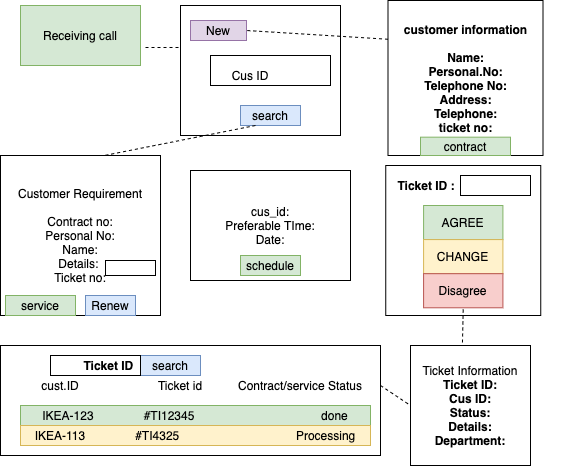 Receiving call
New
Cus ID
search
customer information
Name:
Personal.No:
Telephone No:
Address:
Telephone:
ticket no:
contract
Customer Requirement
Contract no:
Personal No:
Name:
Details:
Ticket no:
service
Renew
cus_id:
Preferable TIme:
Date:
schedule
Ticket ID :
AGREE
CHANGE
Disagree
Ticket ID
search
cust.ID
Ticket id
Contract/service Status
IKEA-123
#TI12345
done
IKEA-113
#TI4325
Processing
Ticket Information
Ticket ID:
Cus ID:
Status:
Details:
Department: